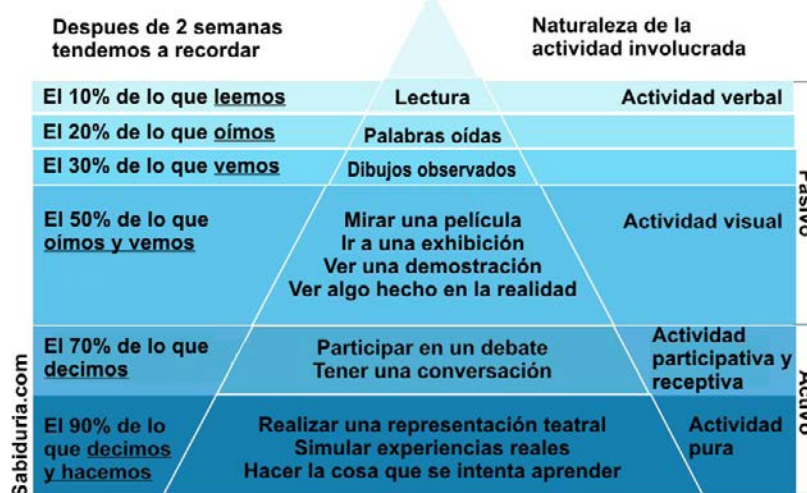 Despues de 2 semanas
tendemos a recordar
Naturaleza de la
actividad involucrada
El 10% de lo que leemos
Lectura
Actividad verbal
El 20% de lo que oímos
Palabras oídas
El 30% de lo que vemos
Dibujos observados
El 50% de lo que
oímos y vemos
Mirar una película
Ir a una exhibición
Ver una demostración
Ver algo hecho en la realidad
Actividad visual
Pasivo
El 70% de lo que
decimos
Participar en un debate
Tener una conversación
Actividad
participativa y
receptiva
El 90% de lo
que decimos
y hacemos
Realizar una representación teatral
Simular experiencias reales
Hacer la cosa que se intenta aprender
Actividad
pura
Activo
Sabiduria.com